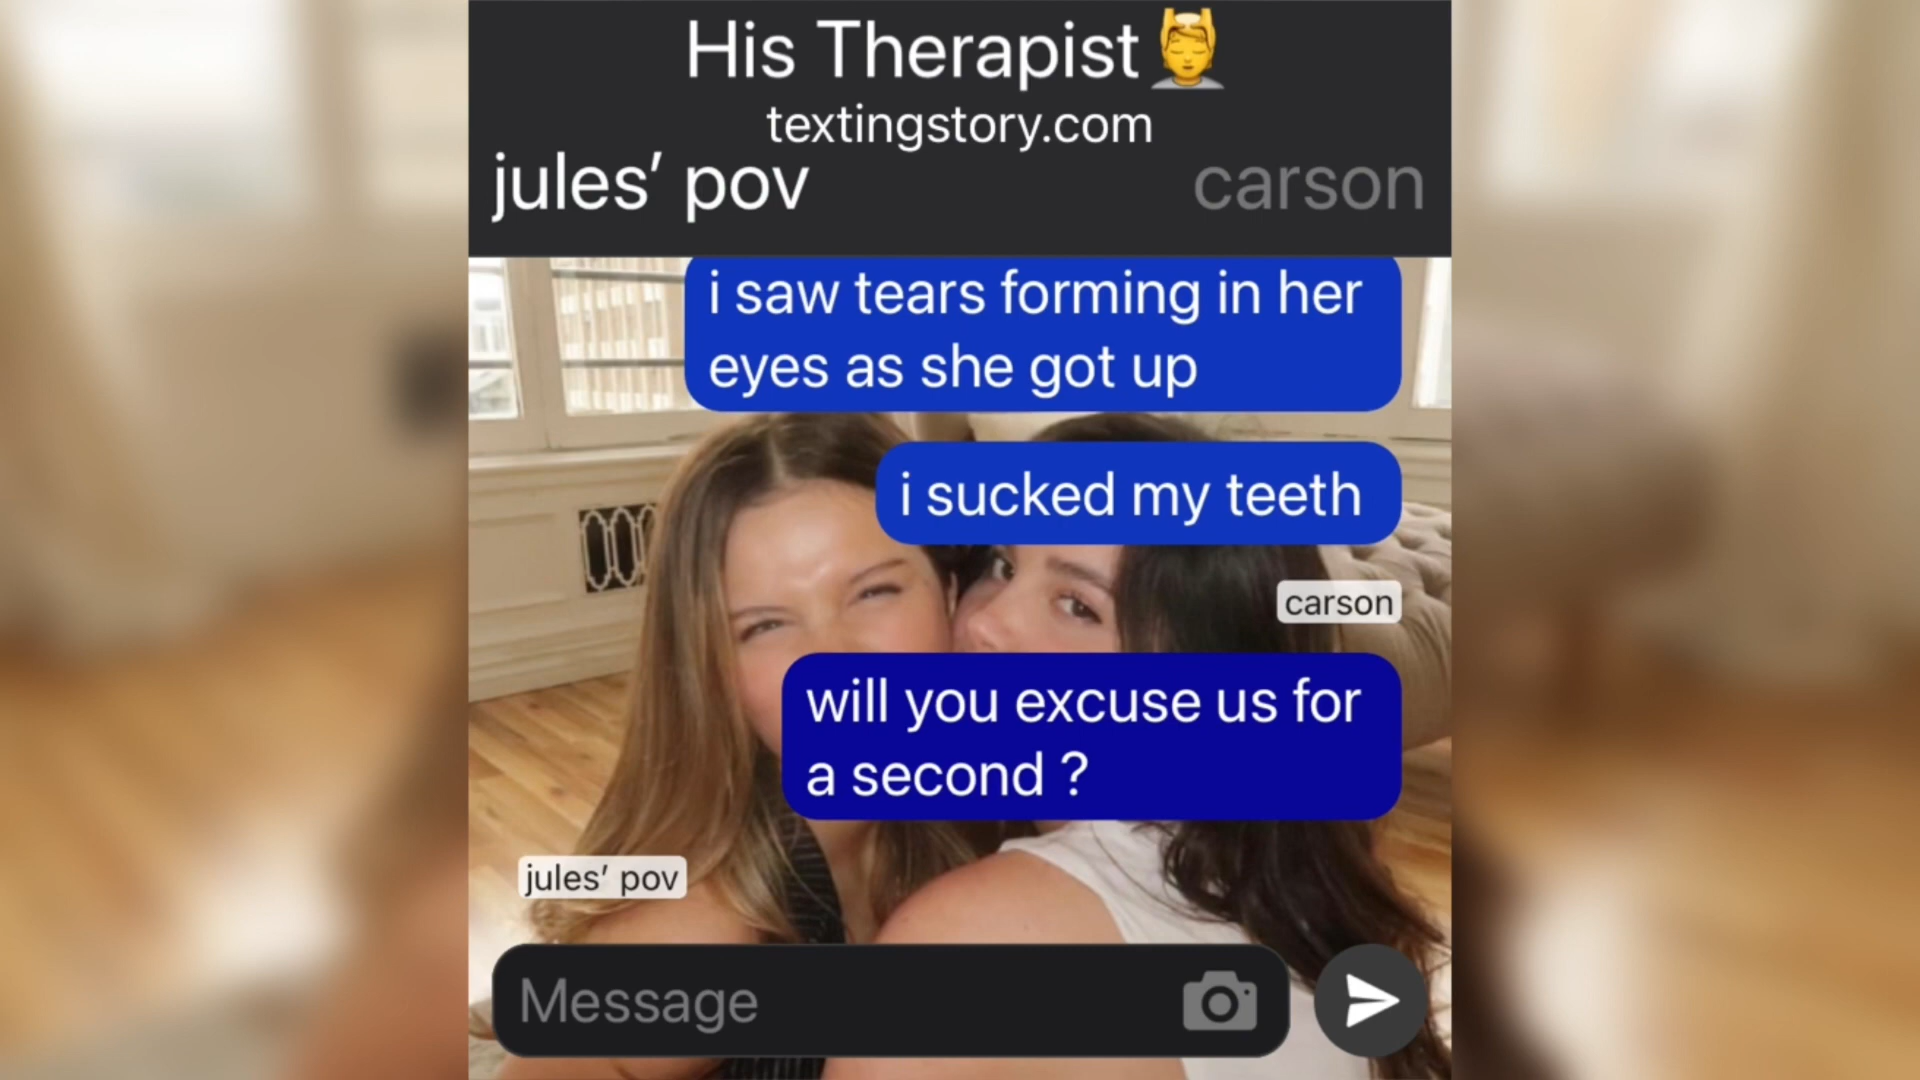 His Therapist💆
textingstory.com
jules’ pov
carson
i saw tears forming in her
eyes as she got up
i sucked my teeth
carson
will you excuse us for
a second ?
jules’ pov
Message